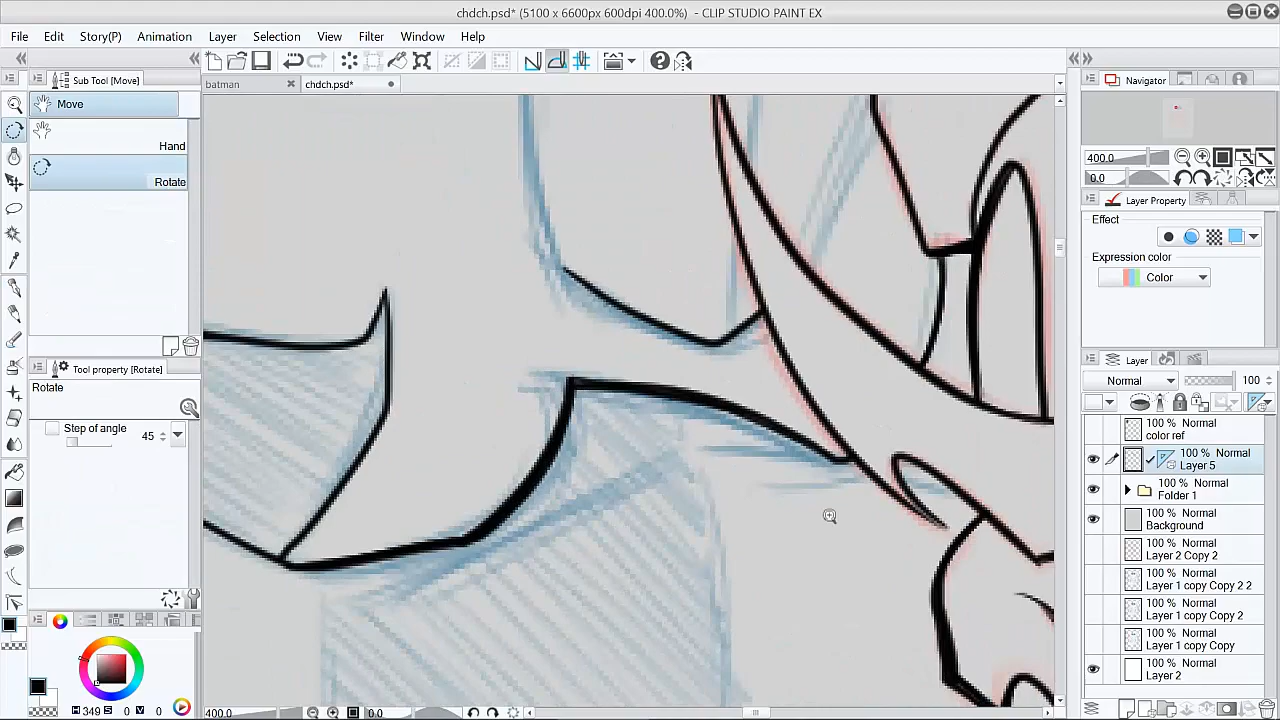 chdch.psd* (5100 x 6600px 600dpi 400.0%)  - CLIP STUDIO PAINT EX
File Edit Story(P) Animation Layer Selection View Filter Window Help
Sub Tool [Move]
batman
chdch.psd*
Navigator
Move
Hand
Rotate
400.0
0.0
Layer Property
Effect
Expression color
Color
Tool property [Rotate]
Rotate
Step of angle 45
Layer
Normal 100
100 % Normal
color ref
100 % Normal
Layer 5
100 % Normal
Folder 1
100 % Normal
Background
100 % Normal
Layer 2 Copy 2
100 % Normal
Layer 1 copy Copy 2 2
100 % Normal
Layer 1 copy Copy 2
100 % Normal
Layer 1 copy Copy
100 % Normal
Layer 2
H 349 S 0 V 0
400.0
0.0